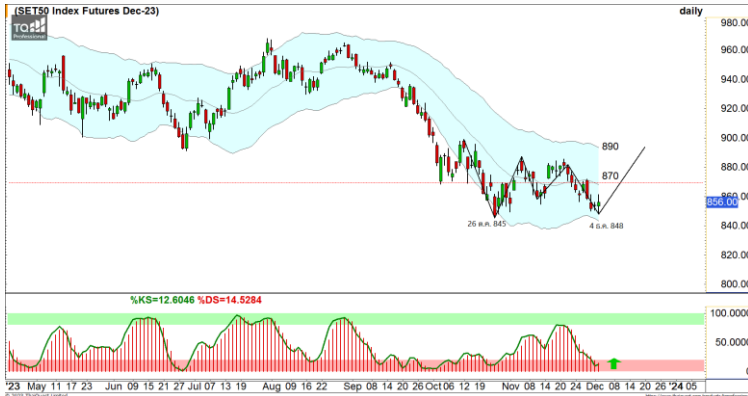 (SET50 Index Futures Dec-23)
daily
TQ
Professional
980.00
960.00
940.00
920.00
900.00
890
880.00
870
860.00
856.00
840.00
820.00
800.00
26 ต.ค. 845
4 ธ.ค. 848
%KS=12.6046 %DS=14.5284
100.0000
50.0000
'23 May 11 17 23 Jun 09 15 21 27 Jul 07 13 19 Aug 09 16 22 Sep 08 14 20 26 Oct 06 12 19 Nov 08 14 20 24 Dec 08 14 20 26 '24 05